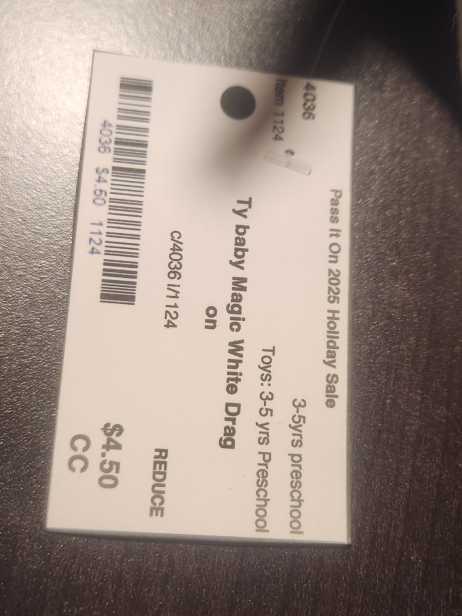 Pass It On 2025 Holiday Sale
4036
3-5yrs preschool
Item 1124
Toys: 3-5 yrs Preschool
Ty baby Magic White Drag
on
c/4036 I/1124
REDUCE
4036 $4.50 1124
$4.50
CC